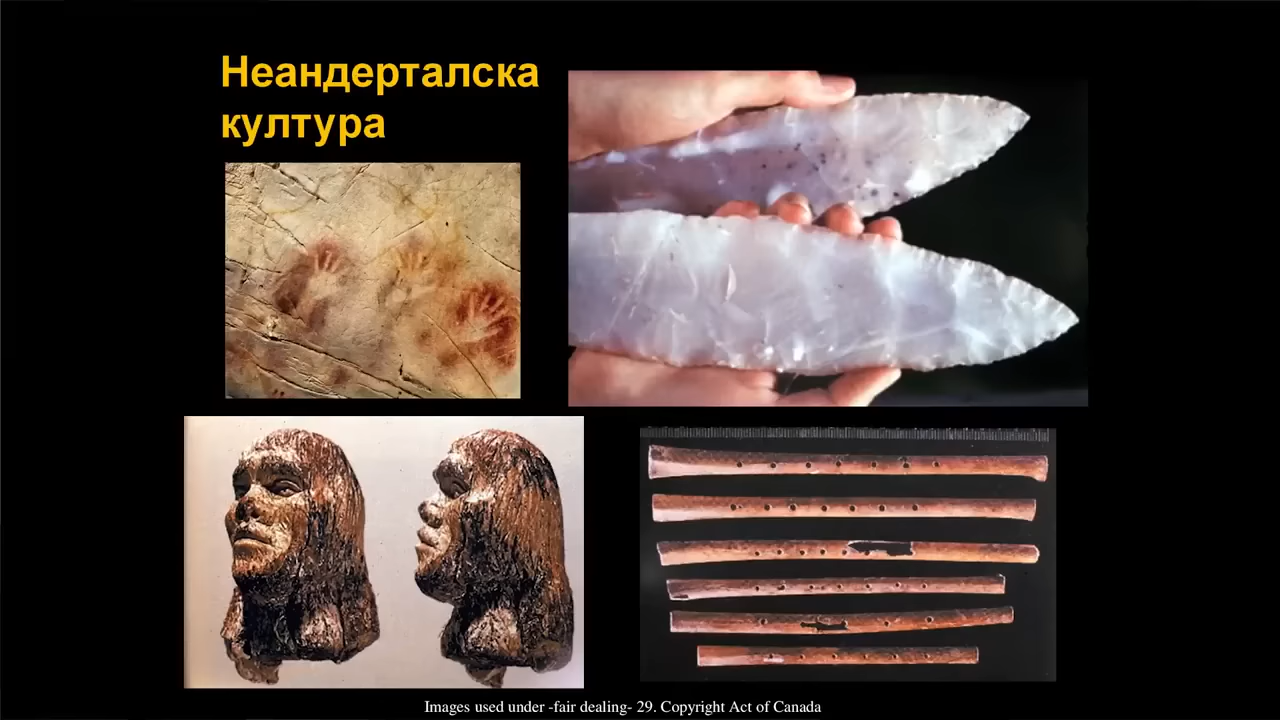 Неандерталска
култура
Images used under -fair dealing- 29. Copyright Act of Canada